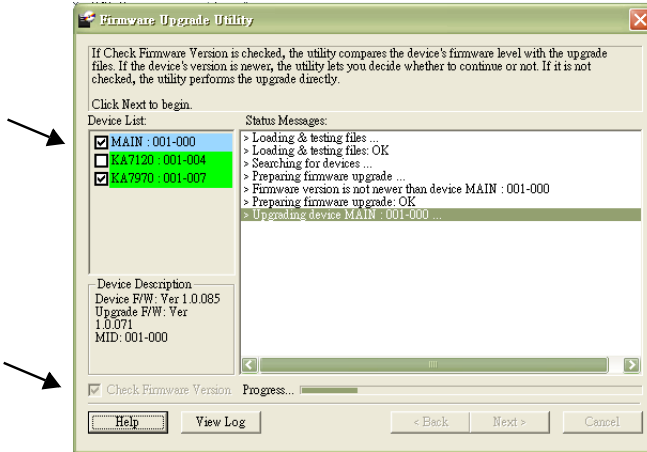 Firmware Upgrade Utility
If Check Firmware Version is checked, the utility compares the device's firmware level with the upgrade
files. If the device's version is newer, the utility lets you decide whether to continue or not. If it is not
checked, the utility performs the upgrade directly.
Click Next to begin.
Device List:
MAIN : 001-000
KA7120 : 001-004
KA7970 : 001-007
Status Messages:
> Loading & testing files ...
> Loading & testing files: OK
> Searching for devices ...
> Preparing firmware upgrade ...
> Firmware version is not newer than device MAIN : 001-000
> Preparing firmware upgrade: OK
> Upgrading device MAIN : 001-000 ...
Device Description
Device F/W: Ver 1.0.085
Upgrade F/W: Ver
1.0.071
MID: 001-000
Check Firmware Version Progress...
Help View Log < Back Next > Cancel